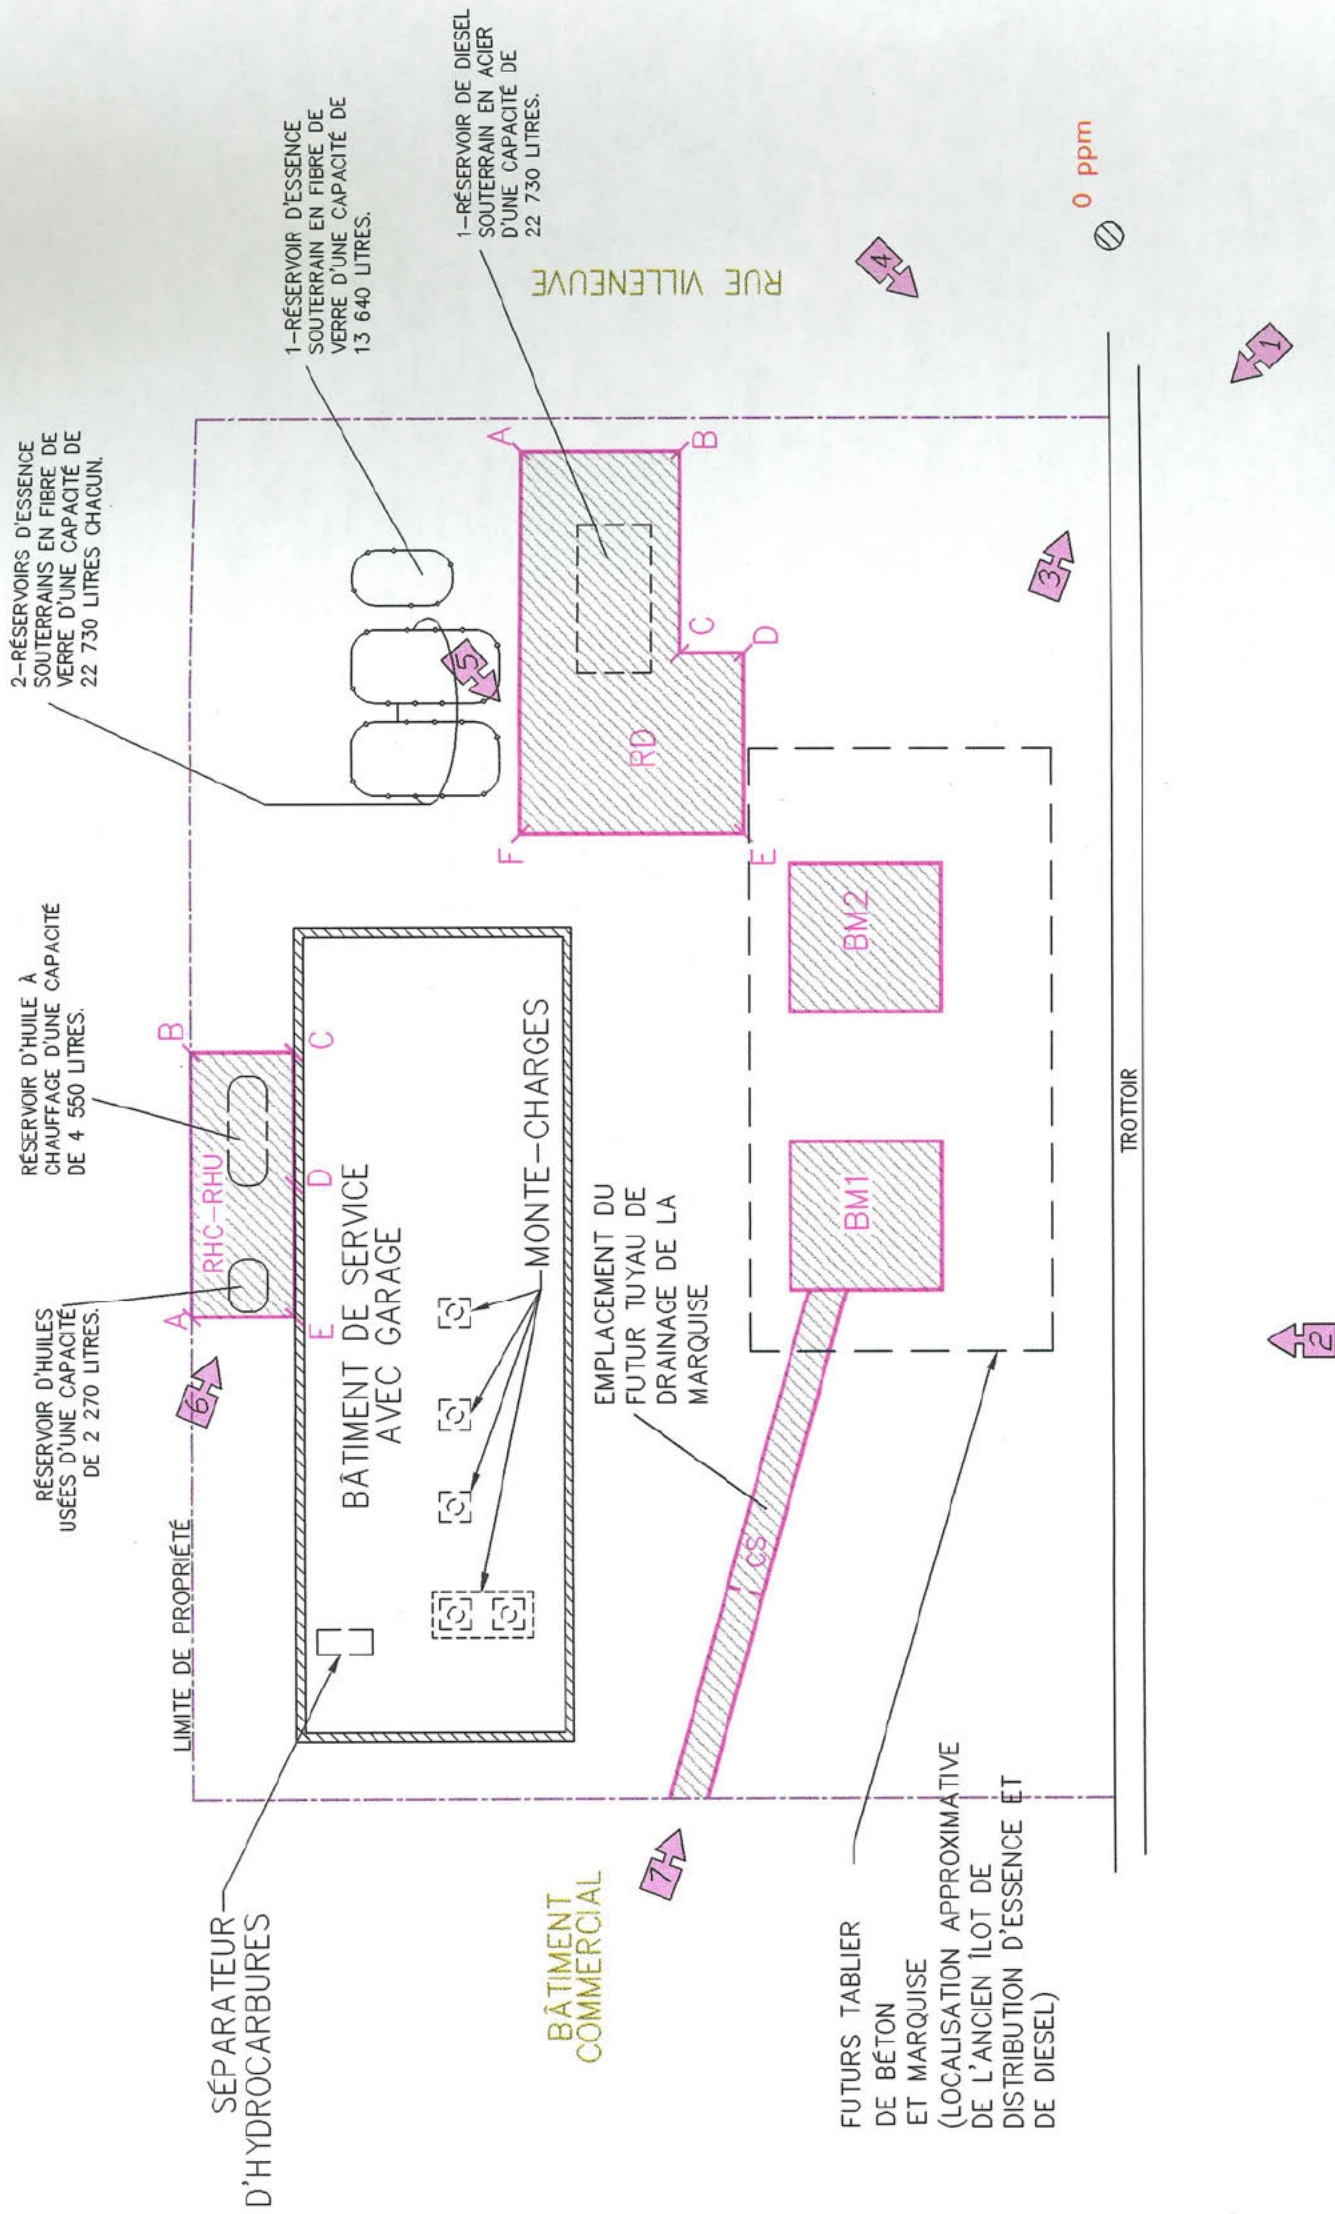 2-RÉSERVOIRS D'ESSENCE
SOUTERRAINS EN FIBRE DE
VERRE D'UNE CAPACITÉ DE
22 730 LITRES CHACUN.
1-RÉSERVOIR D'ESSENCE
SOUTERRAIN EN FIBRE DE
VERRE D'UNE CAPACITÉ DE
13 640 LITRES.
1-RÉSERVOIR DE DIESEL
SOUTERRAIN EN ACIER
D'UNE CAPACITÉ DE
22 730 LITRES.
RÉSERVOIR D'HUILE À
CHAUFFAGE D'UNE CAPACITÉ
DE 4 550 LITRES.
RÉSERVOIR D'HUILES
USÉES D'UNE CAPACITÉ
DE 2 270 LITRES.
LIMITE DE PROPRIÉTÉ
SÉPARATEUR
D'HYDROCARBURES
6
A
B
RHC-RHU
E
D
C
BÂTIMENT DE SERVICE
AVEC GARAGE
MONTE-CHARGES
5
F
A
RD
C
B
E
D
RUE VILLENEUVE
4
BÂTIMENT
COMMERCIAL
7
EMPLACEMENT DU
FUTUR TUYAU DE
DRAINAGE DE LA
MARQUISE
CS
BM1
BM2
3
FUTURS TABLIER
DE BÉTON
ET MARQUISE
(LOCALISATION APPROXIMATIVE
DE L'ANCIEN ÎLOT DE
DISTRIBUTION D'ESSENCE ET
DE DIESEL)
TROTTOIR
0 ppm
1
2